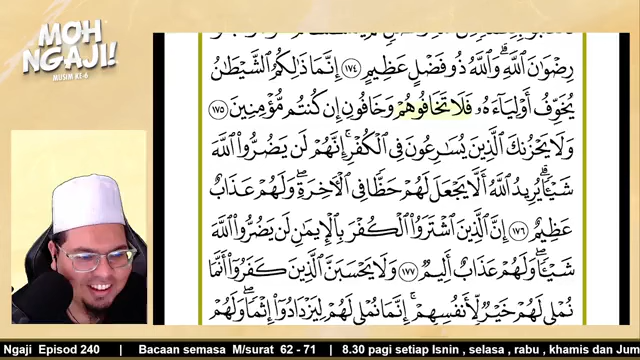 MOH
NGAJI!
MUSIM KE-6
رِضْوَٰنَ ٱللَّهِ ۗ وَٱللَّهُ ذُو فَضْلٍ عَظِيمٍ ١٧٤ إِنَّمَا ذَٰلِكُمُ ٱلشَّيْطَٰنُ
يُخَوِّفُ أَوْلِيَآءَهُۥ فَلَا تَخَافُوهُمْ وَخَافُونِ إِن كُنتُم مُّؤْمِنِينَ ١٧٥
وَلَا يَحْزُنكَ ٱلَّذِينَ يُسَٰرِعُونَ فِى ٱلْكُفْرِ ۚ إِنَّهُمْ لَن يَضُرُّوا۟ ٱللَّهَ
شَيْـًٔا ۗ يُرِيدُ ٱللَّهُ أَلَّا يَجْعَلَ لَهُمْ حَظًّا فِى ٱلْءَاخِرَةِ ۖ وَلَهُمْ عَذَابٌ
عَظِيمٌ ١٧٦ إِنَّ ٱلَّذِينَ ٱشْتَرَوُا۟ ٱلْكُفْرَ بِٱلْإِيمَٰنِ لَن يَضُرُّوا۟ ٱللَّهَ
شَيْـًٔا ۖ وَلَهُمْ عَذَابٌ أَلِيمٌ ١٧٧ وَلَا يَحْسَبَنَّ ٱلَّذِينَ كَفَرُوٓا۟ أَنَّمَا
نُمْلِى لَهُمْ خَيْرٌ لِّأَنفُسِهِمْ ۚ إِنَّمَا نُمْلِى لَهُمْ لِيَزْدَادُوٓا۟ إِثْمًا ۖ وَلَهُمْ
Ngaji Episod 240 | Bacaan semasa M/surat 62 - 71 | 8.30 pagi setiap Isnin , selasa , rabu , khamis dan Jum